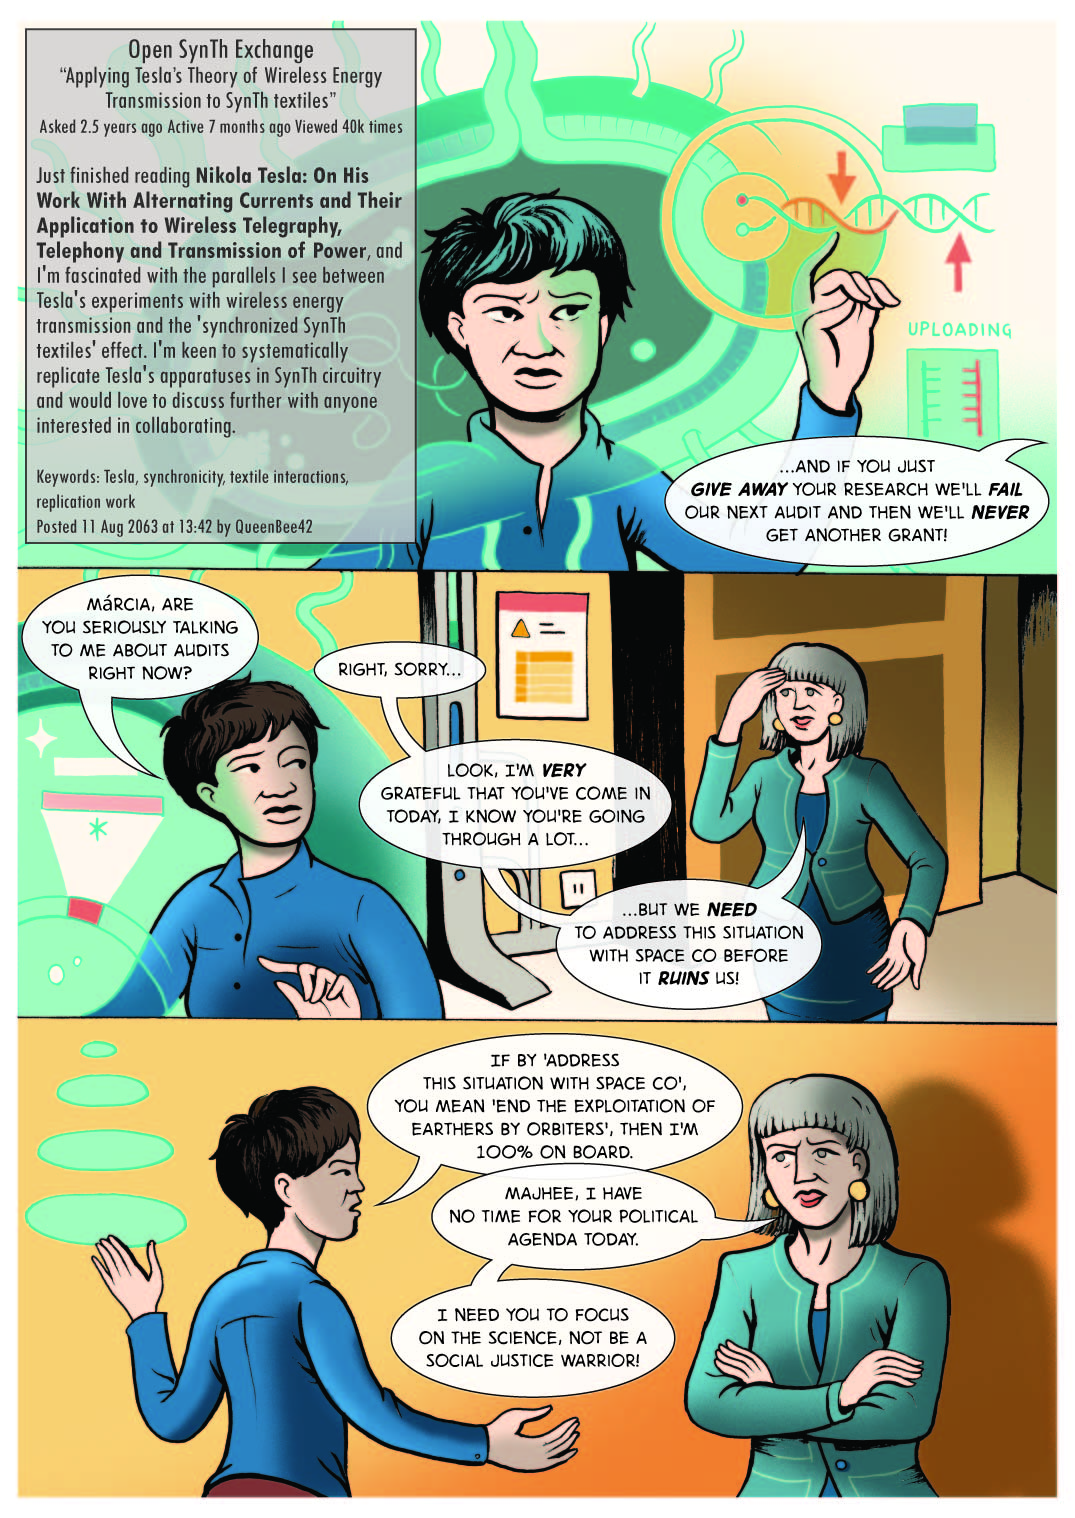 Open SynTh Exchange
“Applying Tesla’s Theory of Wireless Energy
Transmission to SynTh textiles”
Asked 2.5 years ago Active 7 months ago Viewed 40k times
Just finished reading Nikola Tesla: On His
Work With Alternating Currents and Their
Application to Wireless Telegraphy,
Telephony and Transmission of Power, and
I'm fascinated with the parallels I see between
Tesla's experiments with wireless energy
transmission and the 'synchronized SynTh
textiles' effect. I'm keen to systematically
replicate Tesla's apparatuses in SynTh circuitry
and would love to discuss further with anyone
interested in collaborating.
Keywords: Tesla, synchronicity, textile interactions,
replication work
Posted 11 Aug 2063 at 13:42 by QueenBee42
UPLOADING
...AND IF YOU JUST
GIVE AWAY YOUR RESEARCH WE'LL FAIL
OUR NEXT AUDIT AND THEN WE'LL NEVER
GET ANOTHER GRANT!
MáRCIA, ARE
YOU SERIOUSLY TALKING
TO ME ABOUT AUDITS
RIGHT NOW?
RIGHT, SORRY...
LOOK, I'M VERY
GRATEFUL THAT YOU'VE COME IN
TODAY, I KNOW YOU'RE GOING
THROUGH A LOT...
...BUT WE NEED
TO ADDRESS THIS SITUATION
WITH SPACE CO BEFORE
IT RUINS US!
IF BY 'ADDRESS
THIS SITUATION WITH SPACE CO',
YOU MEAN 'END THE EXPLOITATION OF
EARTHERS BY ORBITERS', THEN I'M
100% ON BOARD.
MAJHEE, I HAVE
NO TIME FOR YOUR POLITICAL
AGENDA TODAY.
I NEED YOU TO FOCUS
ON THE SCIENCE, NOT BE A
SOCIAL JUSTICE WARRIOR!